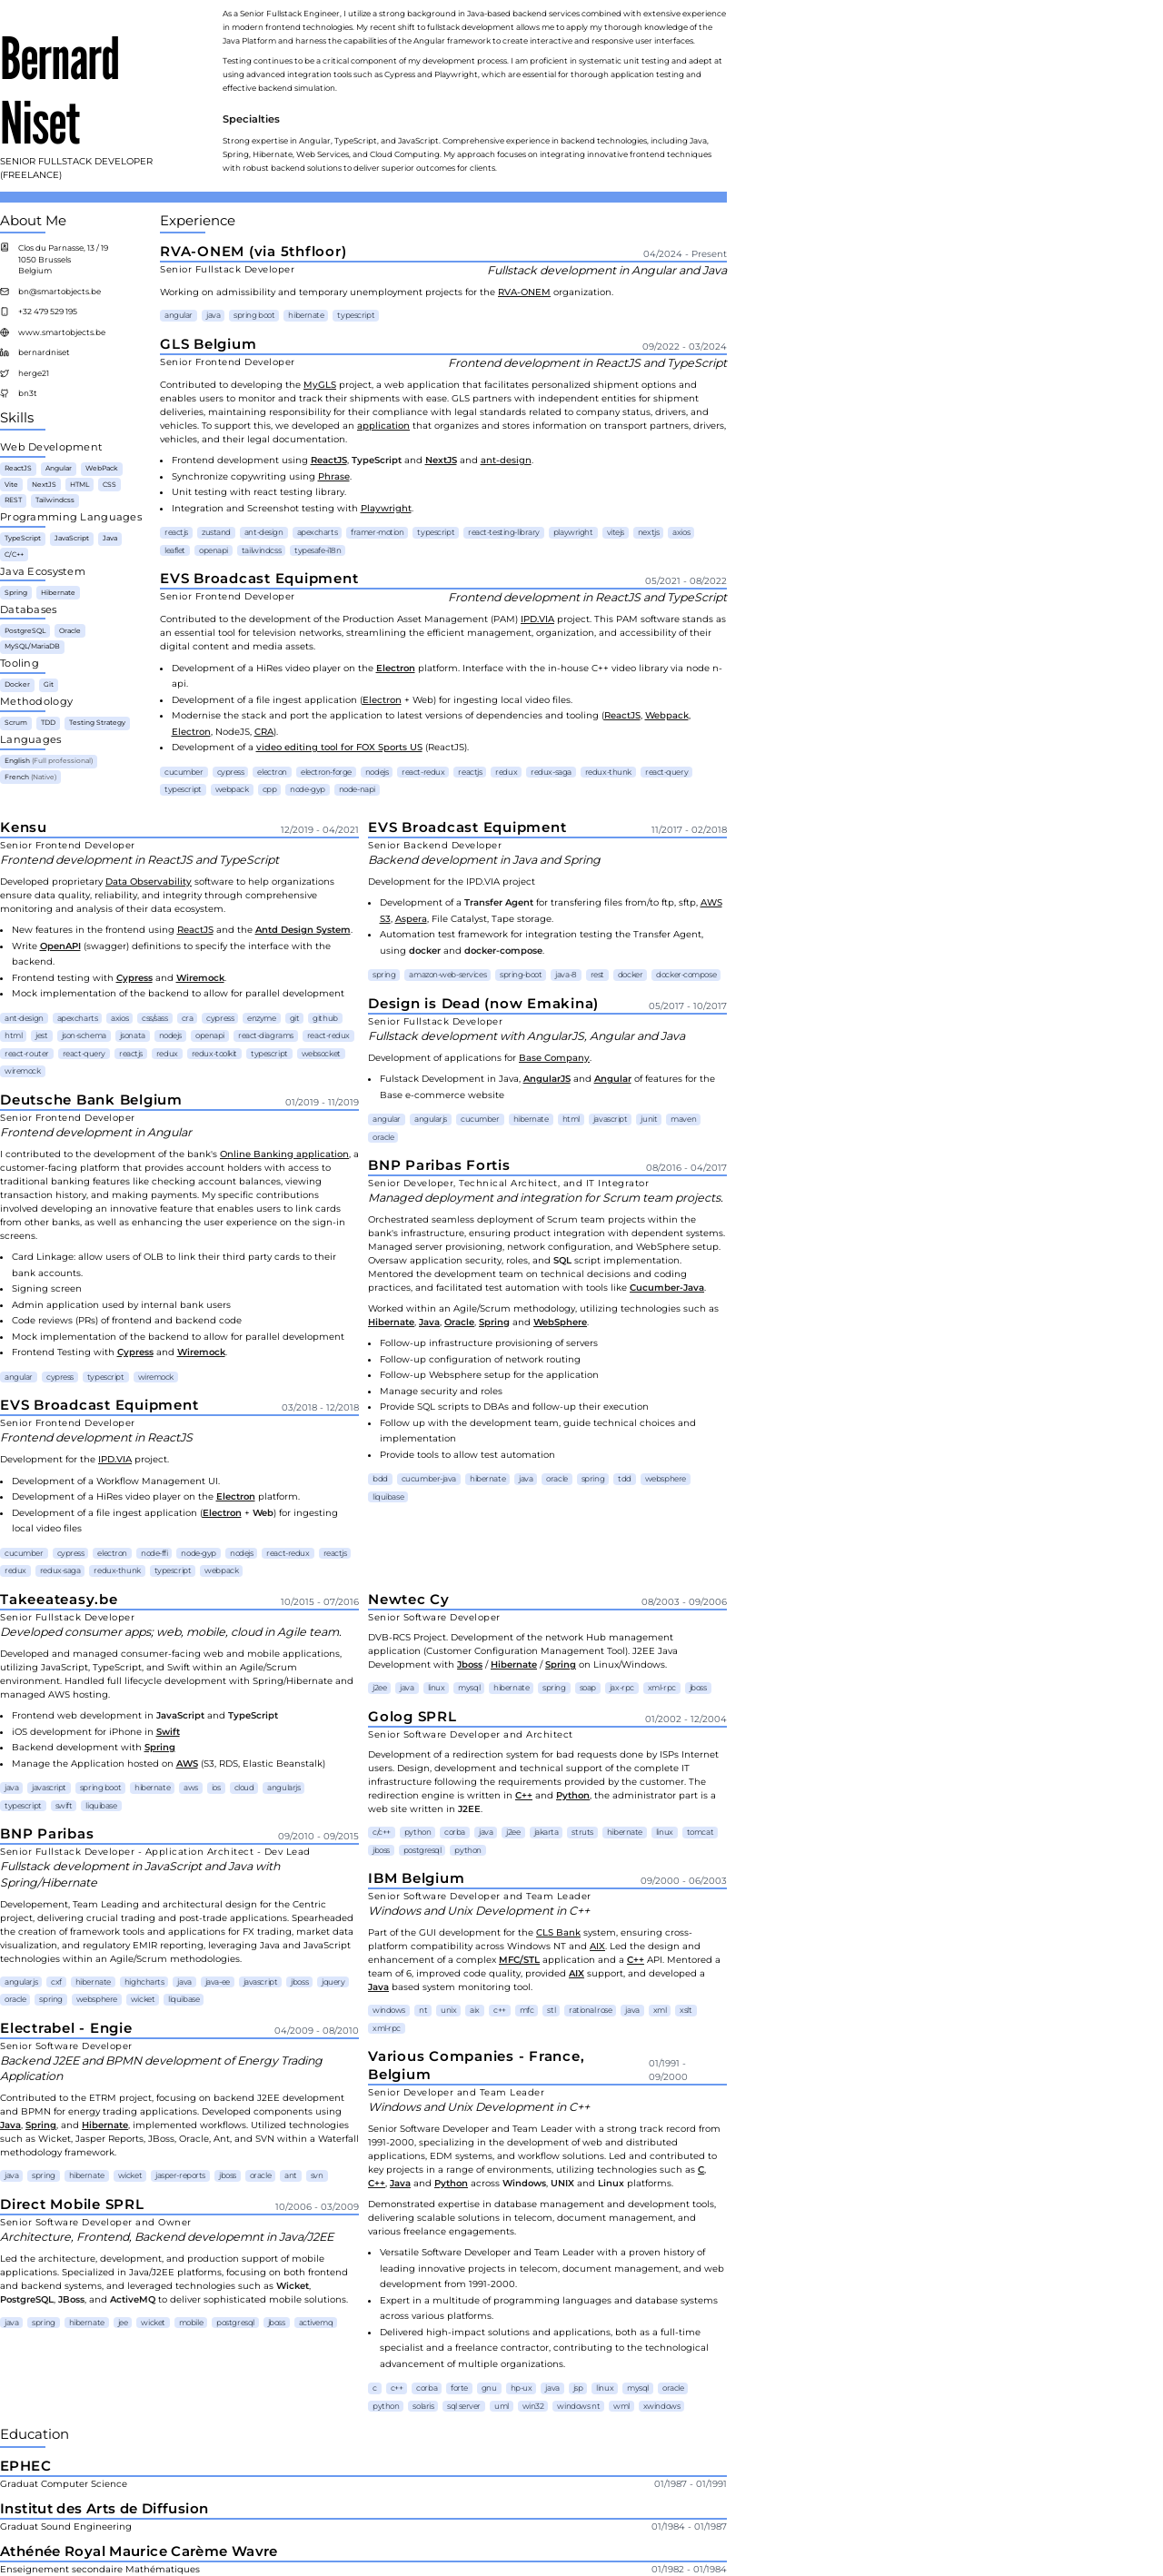 Bernard
Niset
SENIOR FULLSTACK DEVELOPER
(FREELANCE)
As a Senior Fullstack Engineer, I utilize a strong background in Java-based backend services combined with extensive experience
in modern frontend technologies. My recent shift to fullstack development allows me to apply my thorough knowledge of the
Java Platform and harness the capabilities of the Angular framework to create interactive and responsive user interfaces.
Testing continues to be a critical component of my development process. I am proficient in systematic unit testing and adept at
using advanced integration tools such as Cypress and Playwright, which are essential for thorough application testing and
effective backend simulation.
Specialties
Strong expertise in Angular, TypeScript, and JavaScript. Comprehensive experience in backend technologies, including Java,
Spring, Hibernate, Web Services, and Cloud Computing. My approach focuses on integrating innovative frontend techniques
with robust backend solutions to deliver superior outcomes for clients.
About Me
Clos du Parnasse, 13 / 19
1050 Brussels
Belgium
bn@smartobjects.be
+32 479 529 195
www.smartobjects.be
bernardniset
herge21
bn3t
Skills
Web Development
ReactJS Angular WebPack
Vite NextJS HTML CSS
REST Tailwindcss
Programming Languages
TypeScript JavaScript Java
C/C++
Java Ecosystem
Spring Hibernate
Databases
PostgreSQL Oracle
MySQL/MariaDB
Tooling
Docker Git
Methodology
Scrum TDD Testing Strategy
Languages
English (Full professional)
French (Native)
Experience
RVA-ONEM (via 5thfloor) 04/2024 - Present
Senior Fullstack Developer Fullstack development in Angular and Java
Working on admissibility and temporary unemployment projects for the RVA-ONEM organization.
angular java spring boot hibernate typescript
GLS Belgium 09/2022 - 03/2024
Senior Frontend Developer Frontend development in ReactJS and TypeScript
Contributed to developing the MyGLS project, a web application that facilitates personalized shipment options and
enables users to monitor and track their shipments with ease. GLS partners with independent entities for shipment
deliveries, maintaining responsibility for their compliance with legal standards related to company status, drivers, and
vehicles. To support this, we developed an application that organizes and stores information on transport partners, drivers,
vehicles, and their legal documentation.
• Frontend development using ReactJS, TypeScript and NextJS and ant-design.
• Synchronize copywriting using Phrase.
• Unit testing with react testing library.
• Integration and Screenshot testing with Playwright.
reactjs zustand ant-design apexcharts framer-motion typescript react-testing-library playwright vitejs nextjs axios
leaflet openapi tailwindcss typesafe-i18n
EVS Broadcast Equipment 05/2021 - 08/2022
Senior Frontend Developer Frontend development in ReactJS and TypeScript
Contributed to the development of the Production Asset Management (PAM) IPD.VIA project. This PAM software stands as
an essential tool for television networks, streamlining the efficient management, organization, and accessibility of their
digital content and media assets.
• Development of a HiRes video player on the Electron platform. Interface with the in-house C++ video library via node n-
api.
• Development of a file ingest application (Electron + Web) for ingesting local video files.
• Modernise the stack and port the application to latest versions of dependencies and tooling (ReactJS, Webpack,
Electron, NodeJS, CRA).
• Development of a video editing tool for FOX Sports US (ReactJS).
cucumber cypress electron electron-forge nodejs react-redux reactjs redux redux-saga redux-thunk react-query
typescript webpack cpp node-gyp node-napi
Kensu 12/2019 - 04/2021
Senior Frontend Developer
Frontend development in ReactJS and TypeScript
Developed proprietary Data Observability software to help organizations
ensure data quality, reliability, and integrity through comprehensive
monitoring and analysis of their data ecosystem.
• New features in the frontend using ReactJS and the Antd Design System.
• Write OpenAPI (swagger) definitions to specify the interface with the
backend.
• Frontend testing with Cypress and Wiremock.
• Mock implementation of the backend to allow for parallel development
ant-design apexcharts axios css/sass cra cypress enzyme git github
html jest json-schema jsonata nodejs openapi react-diagrams react-redux
react-router react-query reactjs redux redux-toolkit typescript websocket
wiremock
Deutsche Bank Belgium 01/2019 - 11/2019
Senior Frontend Developer
Frontend development in Angular
I contributed to the development of the bank's Online Banking application, a
customer-facing platform that provides account holders with access to
traditional banking features like checking account balances, viewing
transaction history, and making payments. My specific contributions
involved developing an innovative feature that enables users to link cards
from other banks, as well as enhancing the user experience on the sign-in
screens.
• Card Linkage: allow users of OLB to link their third party cards to their
bank accounts.
• Signing screen
• Admin application used by internal bank users
• Code reviews (PRs) of frontend and backend code
• Mock implementation of the backend to allow for parallel development
• Frontend Testing with Cypress and Wiremock.
angular cypress typescript wiremock
EVS Broadcast Equipment 03/2018 - 12/2018
Senior Frontend Developer
Frontend development in ReactJS
Development for the IPD.VIA project.
• Development of a Workflow Management UI.
• Development of a HiRes video player on the Electron platform.
• Development of a file ingest application (Electron + Web) for ingesting
local video files
cucumber cypress electron node-ffi node-gyp nodejs react-redux reactjs
redux redux-saga redux-thunk typescript webpack
EVS Broadcast Equipment 11/2017 - 02/2018
Senior Backend Developer
Backend development in Java and Spring
Development for the IPD.VIA project
• Development of a Transfer Agent for transfering files from/to ftp, sftp, AWS
S3, Aspera, File Catalyst, Tape storage.
• Automation test framework for integration testing the Transfer Agent,
using docker and docker-compose.
spring amazon-web-services spring-boot java-8 rest docker docker-compose
Design is Dead (now Emakina) 05/2017 - 10/2017
Senior Fullstack Developer
Fullstack development with AngularJS, Angular and Java
Development of applications for Base Company.
• Fulstack Development in Java, AngularJS and Angular of features for the
Base e-commerce website
angular angularjs cucumber hibernate html javascript junit maven
oracle
BNP Paribas Fortis 08/2016 - 04/2017
Senior Developer, Technical Architect, and IT Integrator
Managed deployment and integration for Scrum team projects.
Orchestrated seamless deployment of Scrum team projects within the
bank's infrastructure, ensuring product integration with dependent systems.
Managed server provisioning, network configuration, and WebSphere setup.
Oversaw application security, roles, and SQL script implementation.
Mentored the development team on technical decisions and coding
practices, and facilitated test automation with tools like Cucumber-Java.
Worked within an Agile/Scrum methodology, utilizing technologies such as
Hibernate, Java, Oracle, Spring and WebSphere.
• Follow-up infrastructure provisioning of servers
• Follow-up configuration of network routing
• Follow-up Websphere setup for the application
• Manage security and roles
• Provide SQL scripts to DBAs and follow-up their execution
• Follow up with the development team, guide technical choices and
implementation
• Provide tools to allow test automation
bdd cucumber-java hibernate java oracle spring tdd websphere
liquibase
Takeeateasy.be 10/2015 - 07/2016
Senior Fullstack Developer
Developed consumer apps; web, mobile, cloud in Agile team.
Developed and managed consumer-facing web and mobile applications,
utilizing JavaScript, TypeScript, and Swift within an Agile/Scrum
environment. Handled full lifecycle development with Spring/Hibernate and
managed AWS hosting.
• Frontend web development in JavaScript and TypeScript
• iOS development for iPhone in Swift
• Backend development with Spring
• Manage the Application hosted on AWS (S3, RDS, Elastic Beanstalk)
java javascript spring boot hibernate aws ios cloud angularjs
typescript swift liquibase
BNP Paribas 09/2010 - 09/2015
Senior Fullstack Developer - Application Architect - Dev Lead
Fullstack development in JavaScript and Java with
Spring/Hibernate
Developement, Team Leading and architectural design for the Centric
project, delivering crucial trading and post-trade applications. Spearheaded
the creation of framework tools and applications for FX trading, market data
visualization, and regulatory EMIR reporting, leveraging Java and JavaScript
technologies within an Agile/Scrum methodologies.
angularjs cxf hibernate highcharts java java-ee javascript jboss jquery
oracle spring websphere wicket liquibase
Electrabel - Engie 04/2009 - 08/2010
Senior Software Developer
Backend J2EE and BPMN development of Energy Trading
Application
Contributed to the ETRM project, focusing on backend J2EE development
and BPMN for energy trading applications. Developed components using
Java, Spring, and Hibernate, implemented workflows. Utilized technologies
such as Wicket, Jasper Reports, JBoss, Oracle, Ant, and SVN within a Waterfall
methodology framework.
java spring hibernate wicket jasper-reports jboss oracle ant svn
Direct Mobile SPRL 10/2006 - 03/2009
Senior Software Developer and Owner
Architecture, Frontend, Backend developemnt in Java/J2EE
Led the architecture, development, and production support of mobile
applications. Specialized in Java/J2EE platforms, focusing on both frontend
and backend systems, and leveraged technologies such as Wicket,
PostgreSQL, JBoss, and ActiveMQ to deliver sophisticated mobile solutions.
java spring hibernate jee wicket mobile postgresql jboss activemq
Newtec Cy 08/2003 - 09/2006
Senior Software Developer
DVB-RCS Project. Development of the network Hub management
application (Customer Configuration Management Tool). J2EE Java
Development with Jboss / Hibernate / Spring on Linux/Windows.
j2ee java linux mysql hibernate spring soap jax-rpc xml-rpc jboss
Golog SPRL 01/2002 - 12/2004
Senior Software Developer and Architect
Development of a redirection system for bad requests done by ISPs Internet
users. Design, development and technical support of the complete IT
infrastructure following the requirements provided by the customer. The
redirection engine is written in C++ and Python, the administrator part is a
web site written in J2EE.
c/c++ python corba java j2ee jakarta struts hibernate linux tomcat
jboss postgresql python
IBM Belgium 09/2000 - 06/2003
Senior Software Developer and Team Leader
Windows and Unix Development in C++
Part of the GUI development for the CLS Bank system, ensuring cross-
platform compatibility across Windows NT and AIX. Led the design and
enhancement of a complex MFC/STL application and a C++ API. Mentored a
team of 6, improved code quality, provided AIX support, and developed a
Java based system monitoring tool.
windows nt unix aix c++ mfc stl rational rose java xml xslt
xml-rpc
Various Companies - France, 01/1991 -
Belgium 09/2000
Senior Developer and Team Leader
Windows and Unix Development in C++
Senior Software Developer and Team Leader with a strong track record from
1991-2000, specializing in the development of web and distributed
applications, EDM systems, and workflow solutions. Led and contributed to
key projects in a range of environments, utilizing technologies such as C,
C++, Java and Python across Windows, UNIX and Linux platforms.
Demonstrated expertise in database management and development tools,
delivering scalable solutions in telecom, document management, and
various freelance engagements.
• Versatile Software Developer and Team Leader with a proven history of
leading innovative projects in telecom, document management, and web
development from 1991-2000.
• Expert in a multitude of programming languages and database systems
across various platforms.
• Delivered high-impact solutions and applications, both as a full-time
specialist and a freelance contractor, contributing to the technological
advancement of multiple organizations.
c c++ corba forte gnu hp-ux java jsp linux mysql oracle
python solaris sql server uml win32 windows nt wml xwindows
Education
EPHEC
Graduat Computer Science 01/1987 - 01/1991
Institut des Arts de Diffusion
Graduat Sound Engineering 01/1984 - 01/1987
Athénée Royal Maurice Carème Wavre
Enseignement secondaire Mathématiques 01/1982 - 01/1984